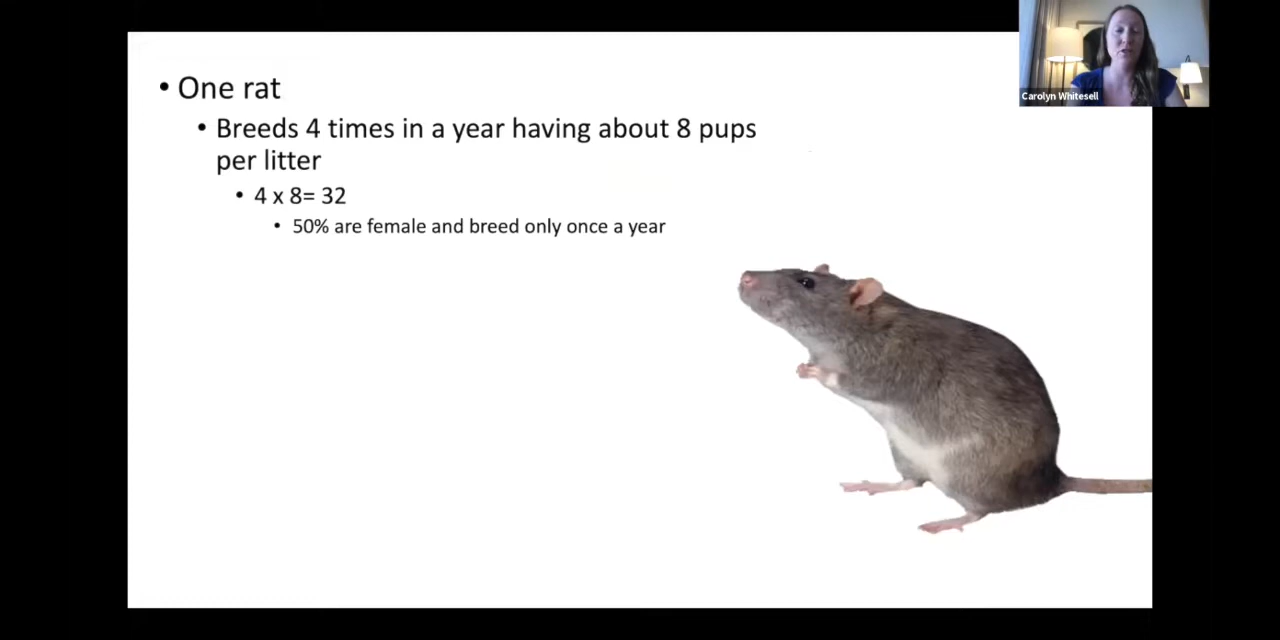 • One rat
• Breeds 4 times in a year having about 8 pups
per litter
• 4 x 8= 32
• 50% are female and breed only once a year
Carolyn Whitesell